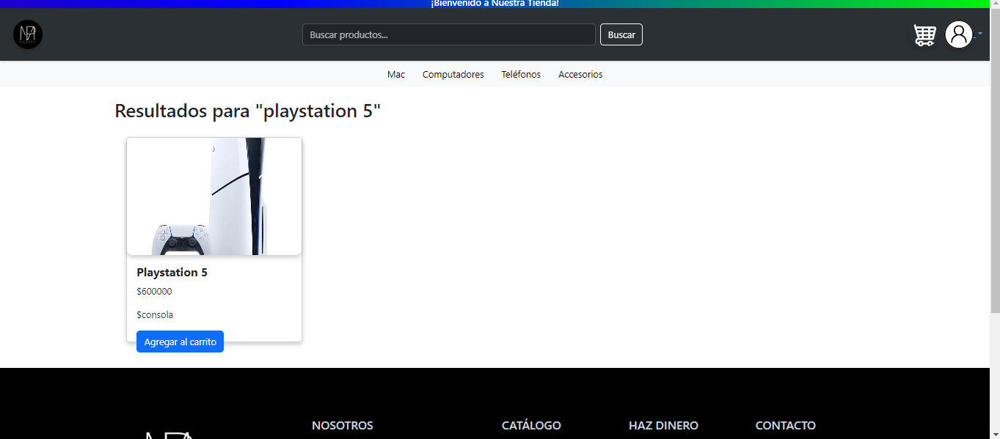 ¡Bienvenido a Nuestra Tienda!
Buscar productos...
Buscar
Mac Computadores Teléfonos Accesorios
Resultados para "playstation 5"
Playstation 5
$600000
$consola
Agregar al carrito
NOSOTROS CATÁLOGO HAZ DINERO CONTACTO